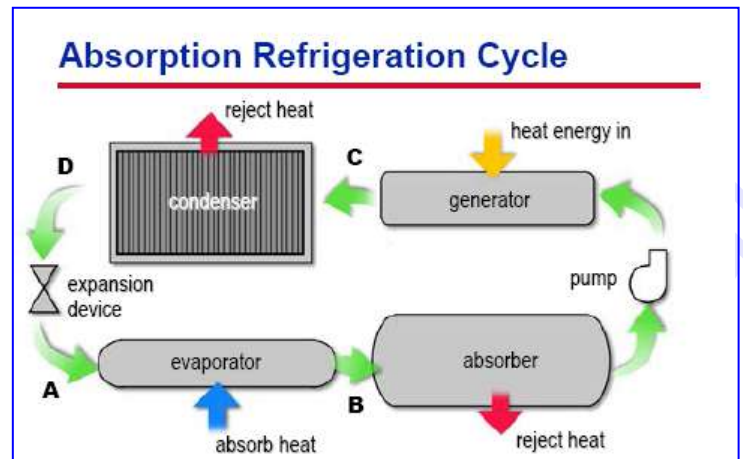 Absorption Refrigeration Cycle
reject heat
heat energy in
D
C
condenser
generator
expansion
device
pump
evaporator
absorber
A
B
absorb heat
reject heat